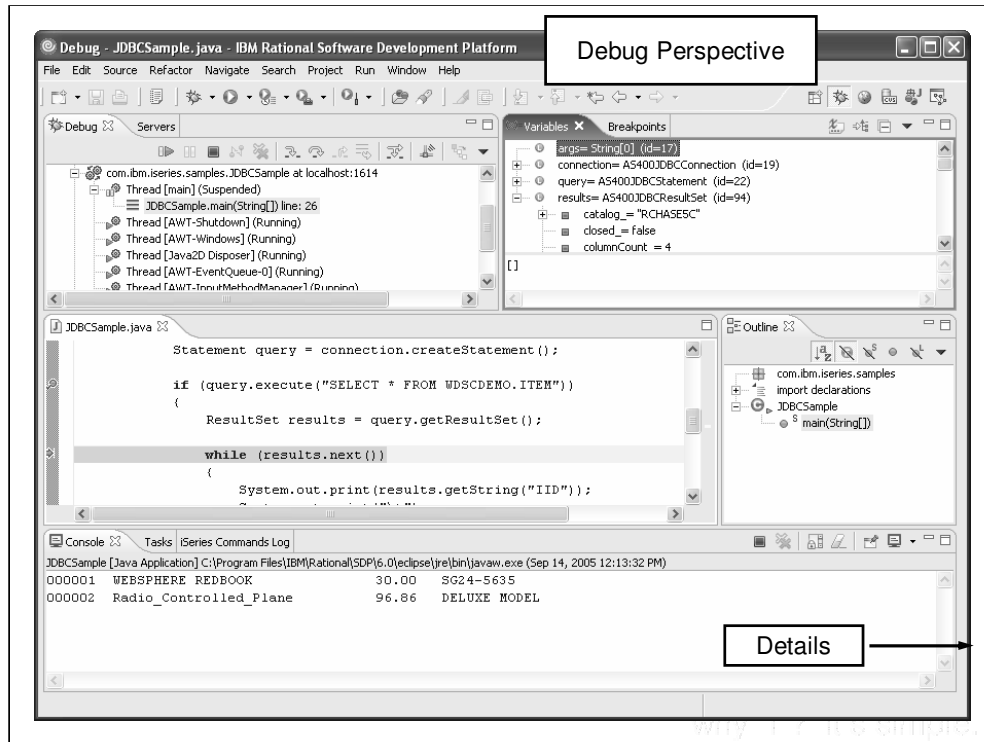 Debug - JDBCSample.java - IBM Rational Software Development Platform
Debug Perspective
File Edit Source Refactor Navigate Search Project Run Window Help
Debug Servers
Variables Breakpoints
com.ibm.iseries.samples.JDBCSample at localhost:1614
Thread [main] (Suspended)
JDBCSample.main(String[]) line: 26
Thread [AWT-Shutdown] (Running)
Thread [AWT-Windows] (Running)
Thread [Java2D Disposer] (Running)
Thread [AWT-EventQueue-0] (Running)
Thread [AWT-InputMethodManager] (Running)
args= String[0] (id=17)
connection= AS400JDBCConnection (id=19)
query= AS400JDBCStatement (id=22)
results= AS400JDBCResultSet (id=94)
catalog_= "RCHASE5C"
closed_= false
columnCount = 4
[]
JDBCSample.java
Statement query = connection.createStatement();
if (query.execute("SELECT * FROM WDSCDEMO.ITEM"))
{
ResultSet results = query.getResultSet();
while (results.next())
{
System.out.print(results.getString("IID"));
Outline
com.ibm.iseries.samples
import declarations
JDBCSample
main(String[])
Console Tasks iSeries Commands Log
JDBCSample [Java Application] C:\Program Files\IBM\Rational\SDP\6.0\eclipse\jre\bin\javaw.exe (Sep 14, 2005 12:13:32 PM)
000001 WEBSPHERE REDBOOK 30.00 SG24-5635
000002 Radio_Controlled_Plane 96.86 DELUXE MODEL
Details